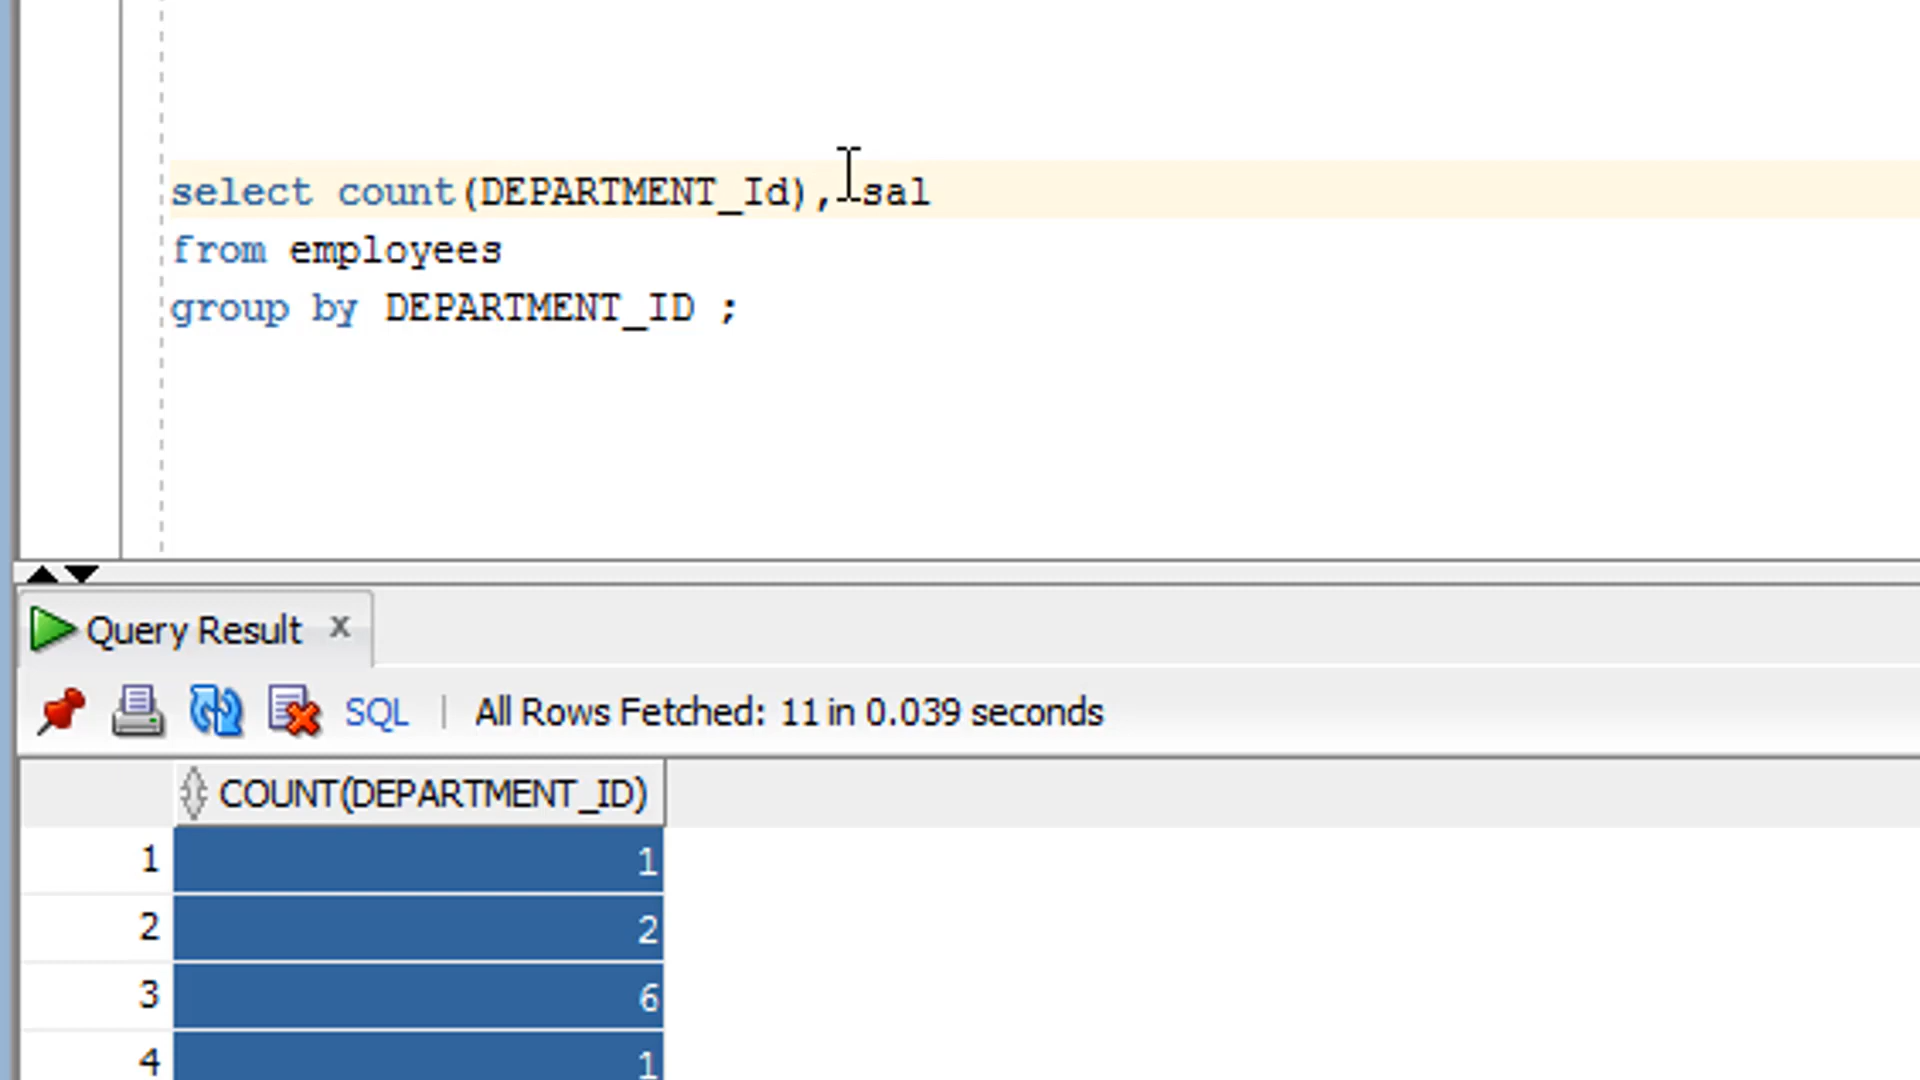 select count(DEPARTMENT_Id), sal
from employees
group by DEPARTMENT_ID ;
Query Result x
SQL | All Rows Fetched: 11 in 0.039 seconds
COUNT(DEPARTMENT_ID)
1 1
2 2
3 6
4 1